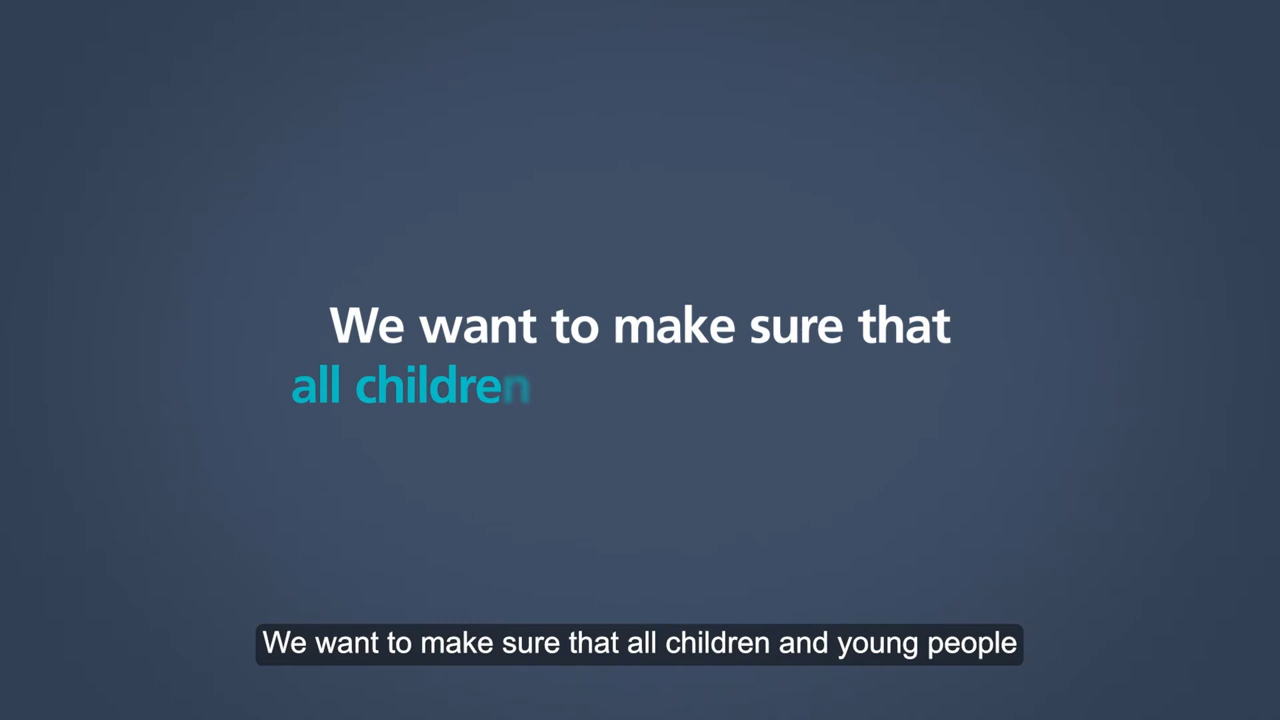 We want to make sure that
all children
We want to make sure that all children and young people